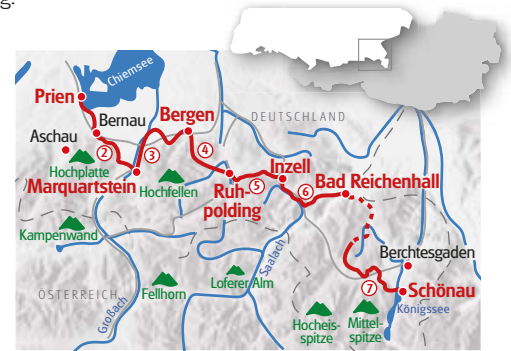 g.
Chiemsee
Prien
Bernau
Bergen
DEUTSCHLAND
Aschau
②
③
④
Hochplatte
Marquartstein
Hochfellen
Ruh-
polding
⑤
Inzell
⑥
Bad Reichenhall
Kampenwand
Saalach
Berchtesgaden
ÖSTERREICH
Großach
Fellhorn
Loferer Alm
⑦
Schönau
Königssee
Hocheis-
spitze
Mittel-
spitze